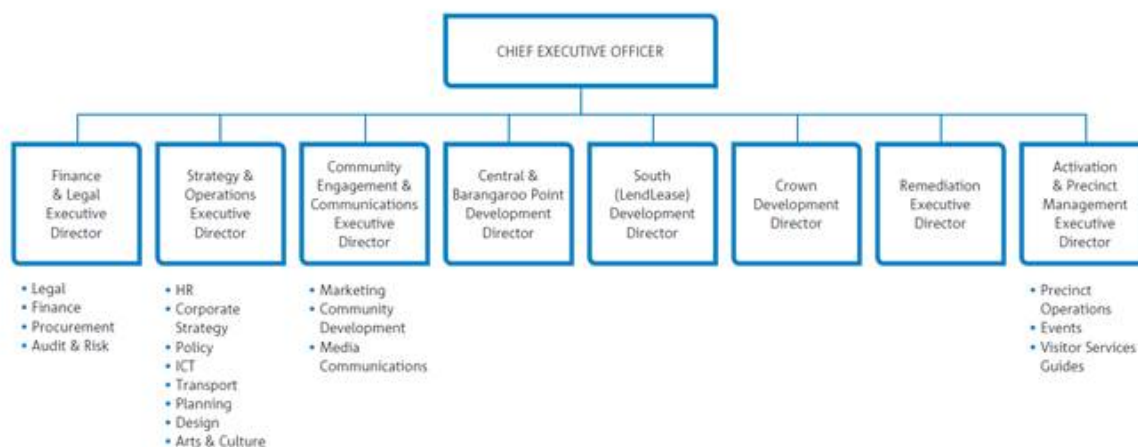 CHIEF EXECUTIVE OFFICER
Finance
& Legal
Executive
Director
Strategy &
Operations
Executive
Director
Community
Engagement &
Communications
Executive
Director
Central &
Barangaroo Point
Development
Director
South
(LendLease)
Development
Director
Crown
Development
Director
Remediation
Executive
Director
Activation
& Precinct
Management
Executive
Director
• Legal
• Finance
• Procurement
• Audit & Risk
• HR
• Corporate
Strategy
• Policy
• ICT
• Transport
• Planning
• Design
• Arts & Culture
• Marketing
• Community
Development
• Media
Communications
• Precinct
Operations
• Events
• Visitor Services
Guides